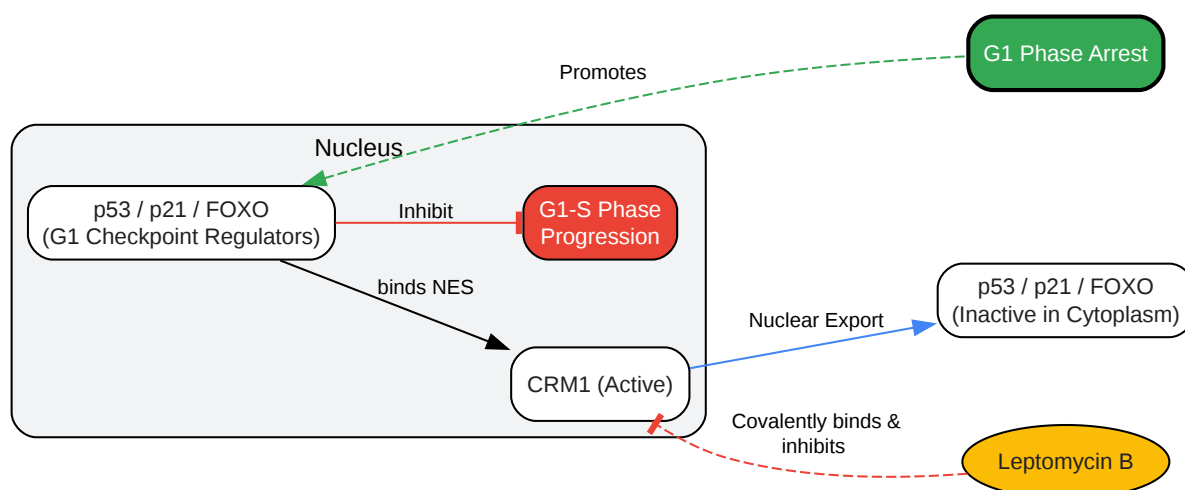 G1 Phase Arrest
Promotes
Nucleus
p53 / p21 / FOXO
(G1 Checkpoint Regulators)
Inhibit
G1-S Phase
Progression
binds NES
p53 / p21 / FOXO
(Inactive in Cytoplasm)
Nuclear Export
CRM1 (Active)
Covalently binds &
inhibits
Leptomycin B